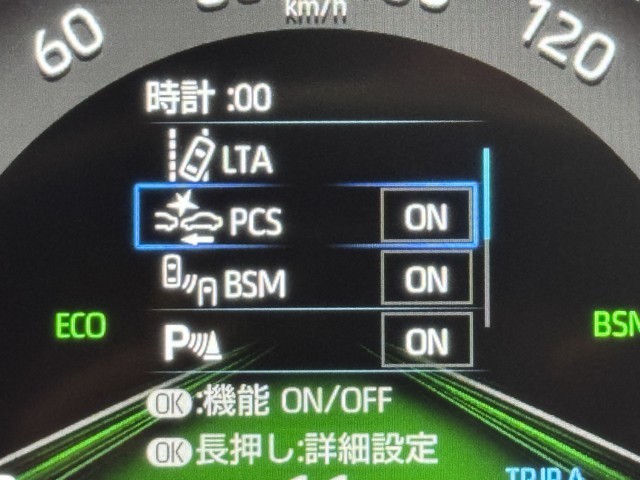 km/h
60
120
時計 :00
LTA
PCS ON
BSM ON
ECO
P ON
OK:機能 ON/OFF
OK長押し:詳細設定
TRIP A